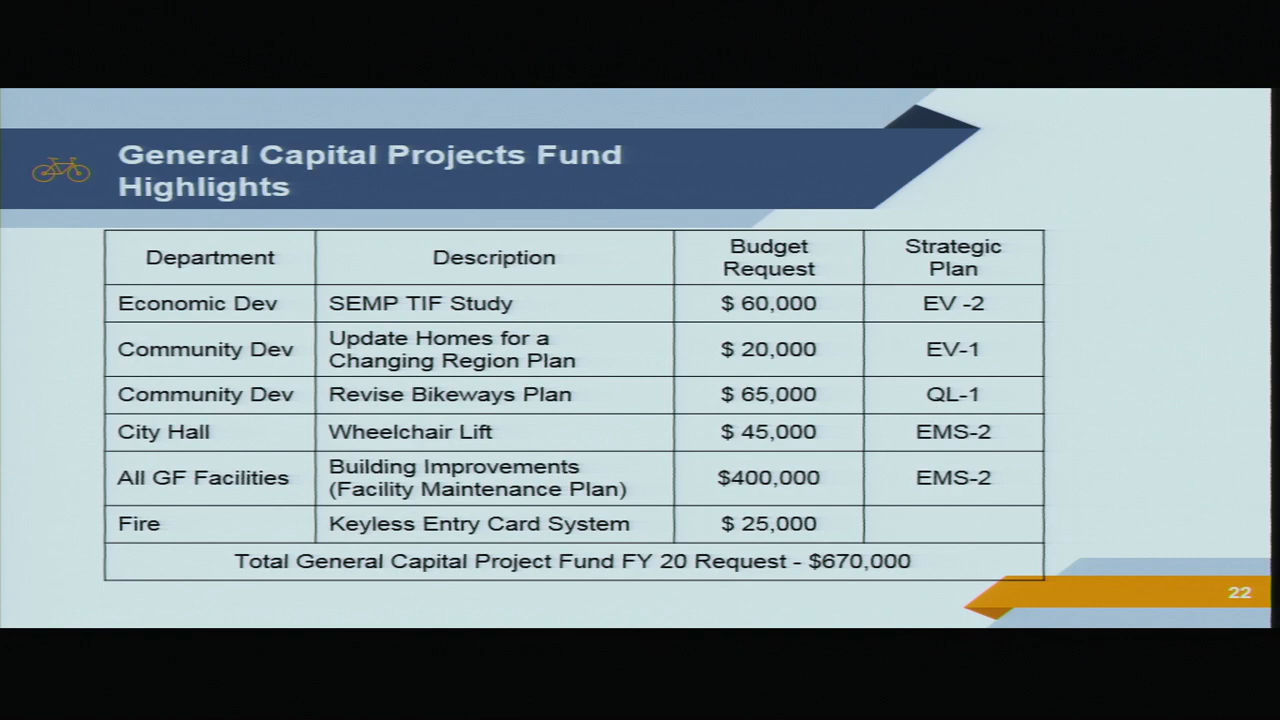 General Capital Projects Fund
Highlights
Department Description Budget Request Strategic Plan
Economic Dev SEMP TIF Study $ 60,000 EV -2
Community Dev Update Homes for a Changing Region Plan $ 20,000 EV-1
Community Dev Revise Bikeways Plan $ 65,000 QL-1
City Hall Wheelchair Lift $ 45,000 EMS-2
All GF Facilities Building Improvements (Facility Maintenance Plan) $400,000 EMS-2
Fire Keyless Entry Card System $ 25,000
Total General Capital Project Fund FY 20 Request - $670,000
22